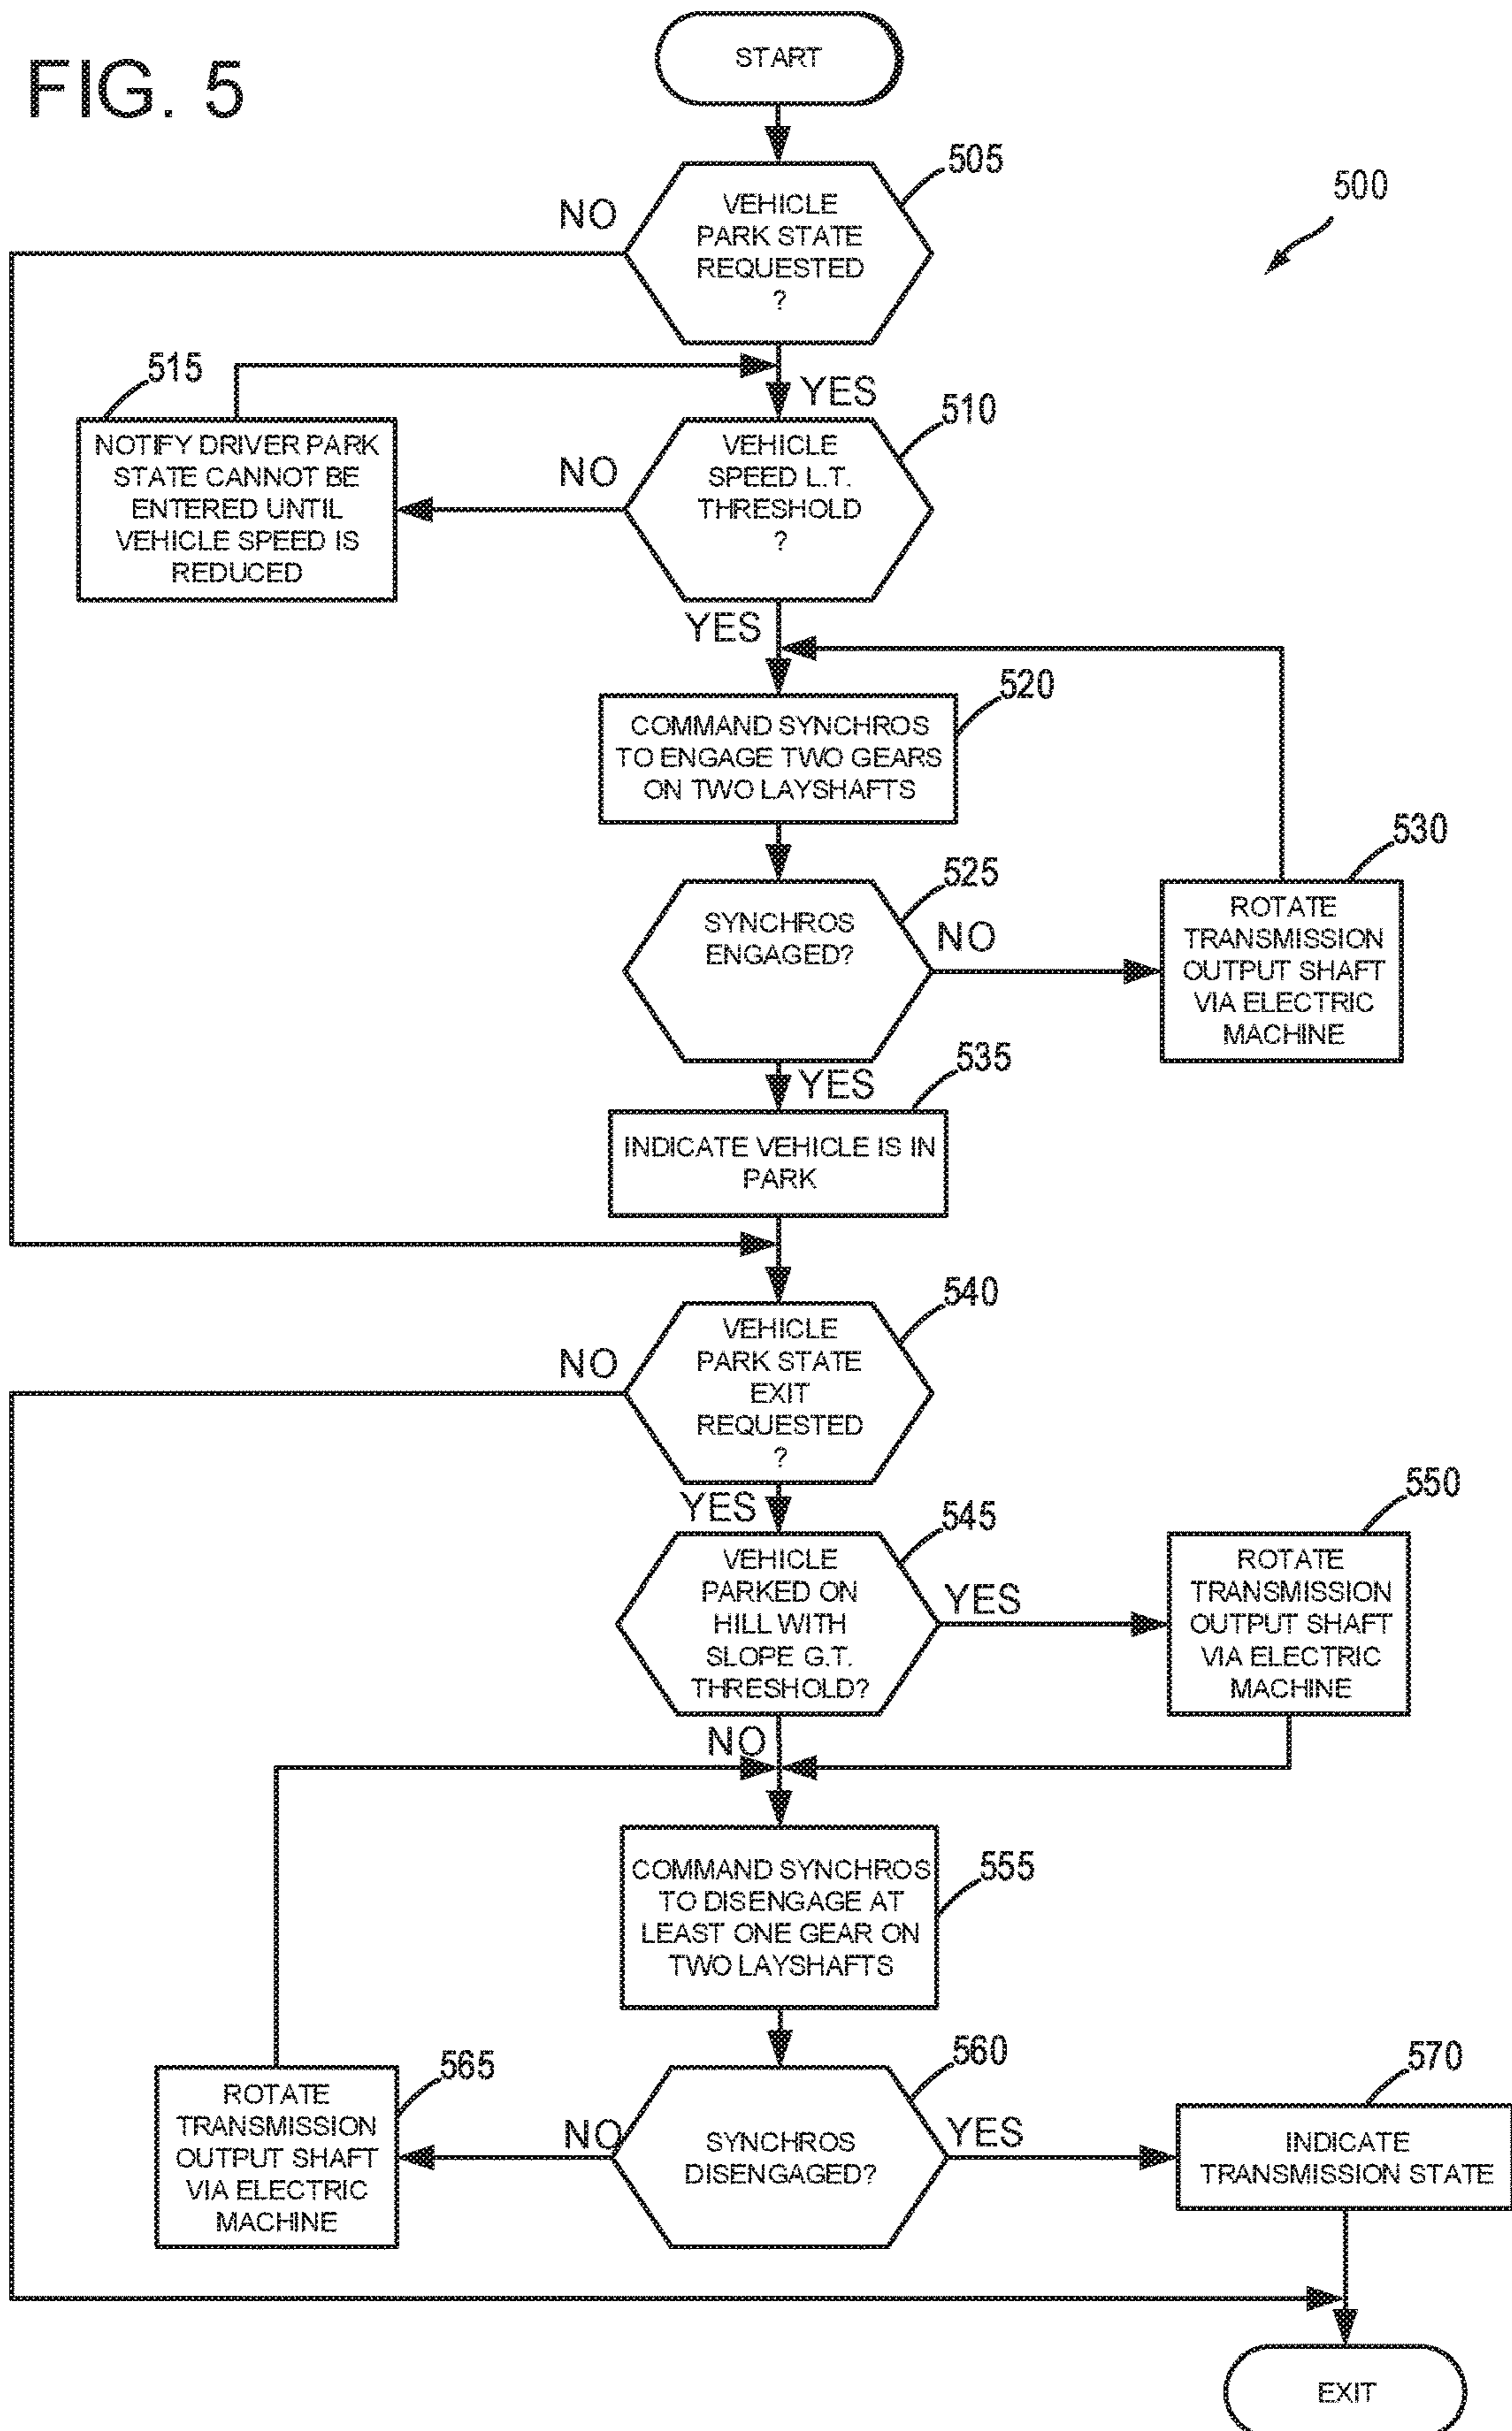 FIG. 5
START
505
500
NO
VEHICLE
PARK STATE
REQUESTED
?
515
YES
510
NOTIFY DRIVER PARK
STATE CANNOT BE
ENTERED UNTIL
VEHICLE SPEED IS
REDUCED
NO
VEHICLE
SPEED L.T.
THRESHOLD
?
YES
520
COMMAND SYNCHROS
TO ENGAGE TWO GEARS
ON TWO LAYSHAFTS
530
525
SYNCHROS
ENGAGED?
NO
ROTATE
TRANSMISSION
OUTPUT SHAFT
VIA ELECTRIC
MACHINE
YES
535
INDICATE VEHICLE IS IN
PARK
540
NO
VEHICLE
PARK STATE
EXIT
REQUESTED
?
YES
545
550
VEHICLE
PARKED ON
HILL WITH
SLOPE G.T.
THRESHOLD?
YES
ROTATE
TRANSMISSION
OUTPUT SHAFT
VIA ELECTRIC
MACHINE
NO
COMMAND SYNCHROS
TO DISENGAGE AT
LEAST ONE GEAR ON
TWO LAYSHAFTS
555
565
560
570
ROTATE
TRANSMISSION
OUTPUT SHAFT
VIA ELECTRIC
MACHINE
NO
SYNCHROS
DISENGAGED?
YES
INDICATE
TRANSMISSION STATE
EXIT